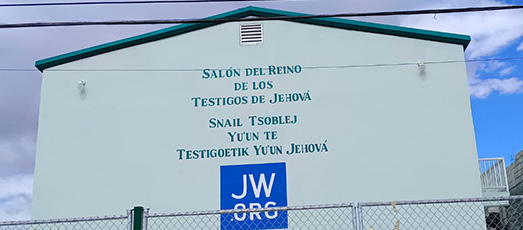 SALÓN DEL REINO
DE LOS
TESTIGOS DE JEHOVÁ
SNAIL TSOBLEJ
YU'UN TE
TESTIGOETIK YU'UN JEHOVÁ
JW
.ORG